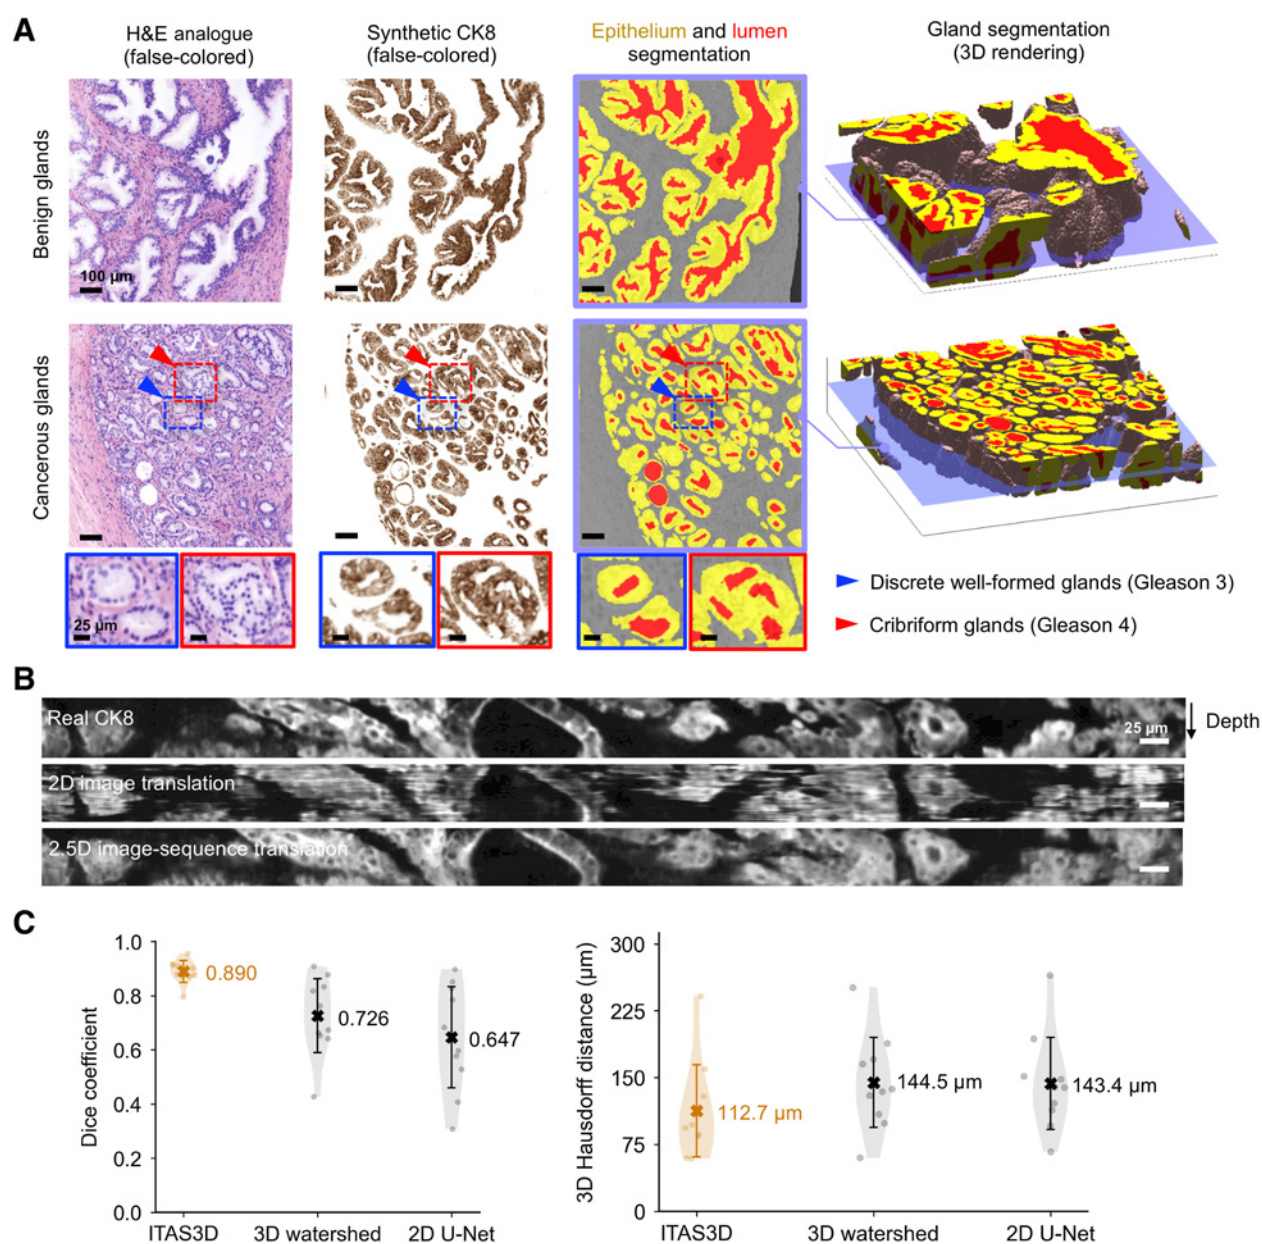 A
H&E analogue
(false-colored)
Synthetic CK8
(false-colored)
Epithelium and lumen
segmentation
Gland segmentation
(3D rendering)
Benign glands
100 µm
Cancerous glands
25 µm
Discrete well-formed glands (Gleason 3)
Cribriform glands (Gleason 4)
B
Real CK8
25 µm
Depth
2D image translation
2.5D image-sequence translation
C
Dice coefficient
1.0
0.8
0.6
0.4
0.2
0.0
0.890
0.726
0.647
ITAS3D
3D watershed
2D U-Net
3D Hausdorff distance (µm)
300
225
150
75
0
112.7 µm
144.5 µm
143.4 µm
ITAS3D
3D watershed
2D U-Net